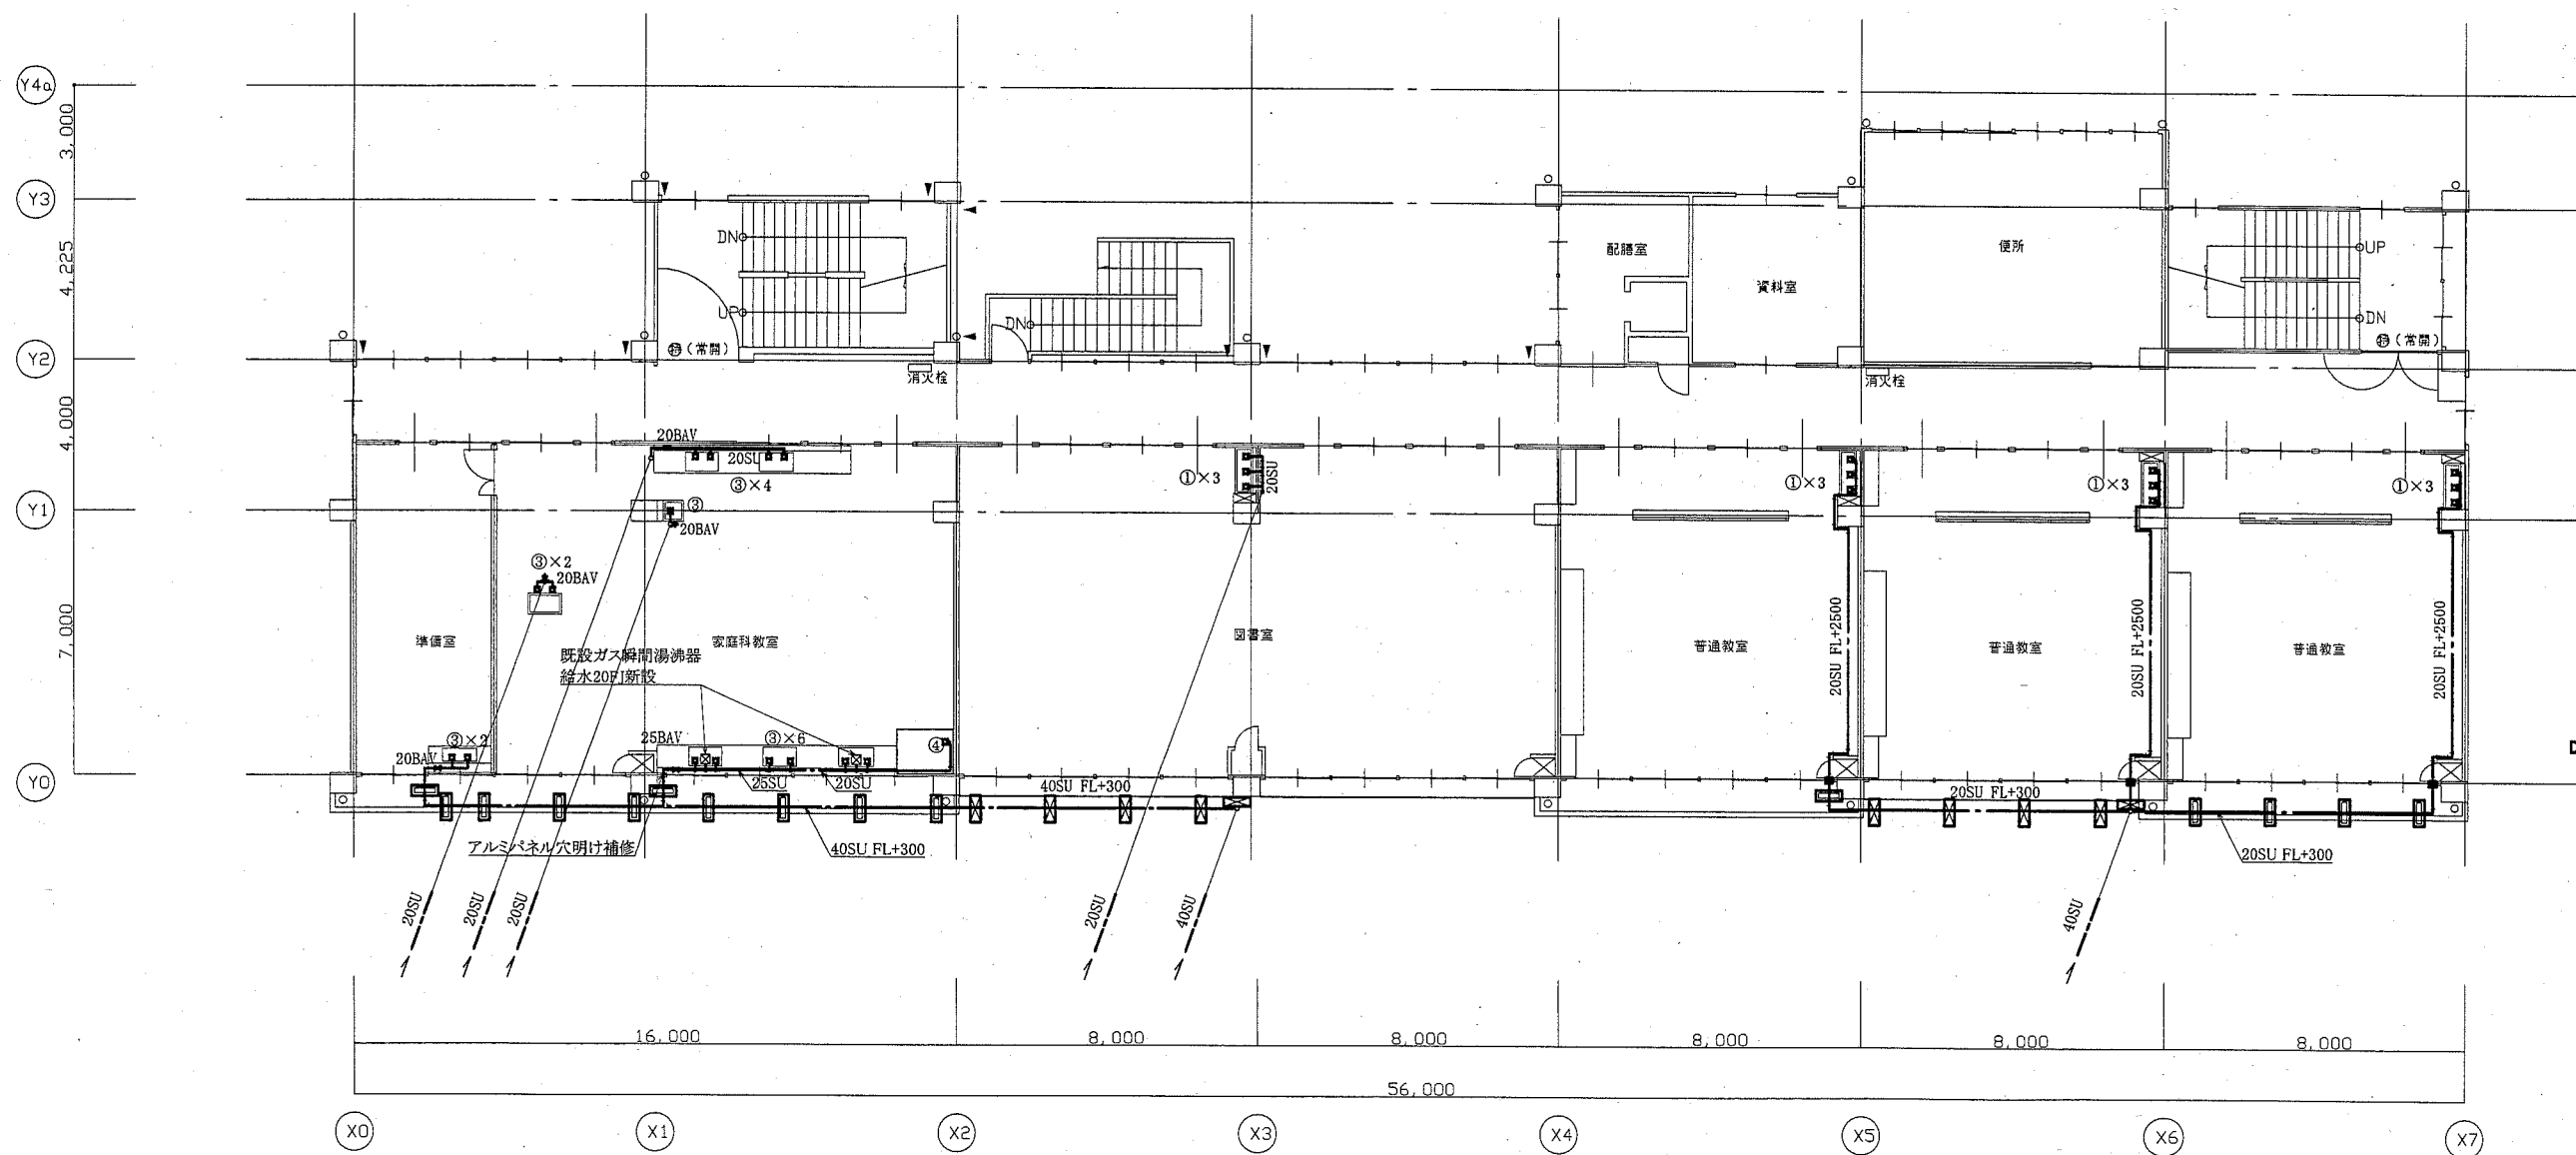 Y4a
3,000
Y3
4,225
Y2
4,000
Y1
7,000
Y0
DN
UP
(常開)
DN
配膳室
資料室
便所
UP
DN
(常開)
消火栓
消火栓
20BAV
20SU
③×4
③
20BAV
①×3
20SU
①×3
①×3
①×3
③×2
20BAV
準備室
家庭科教室
既設ガス瞬間湯沸器
給水20FJ新設
図書室
普通教室
普通教室
普通教室
20SU FL+2500
20SU FL+2500
20SU FL+2500
③×2
20BAV
25BAV
③×6
④
25SU
20SU
40SU FL+300
20SU FL+300
アルミパネル穴明け補修
40SU FL+300
20SU FL+300
20SU
20SU
20SU
20SU
40SU
40SU
16,000
8,000
8,000
8,000
8,000
8,000
56,000
X0
X1
X2
X3
X4
X5
X6
X7